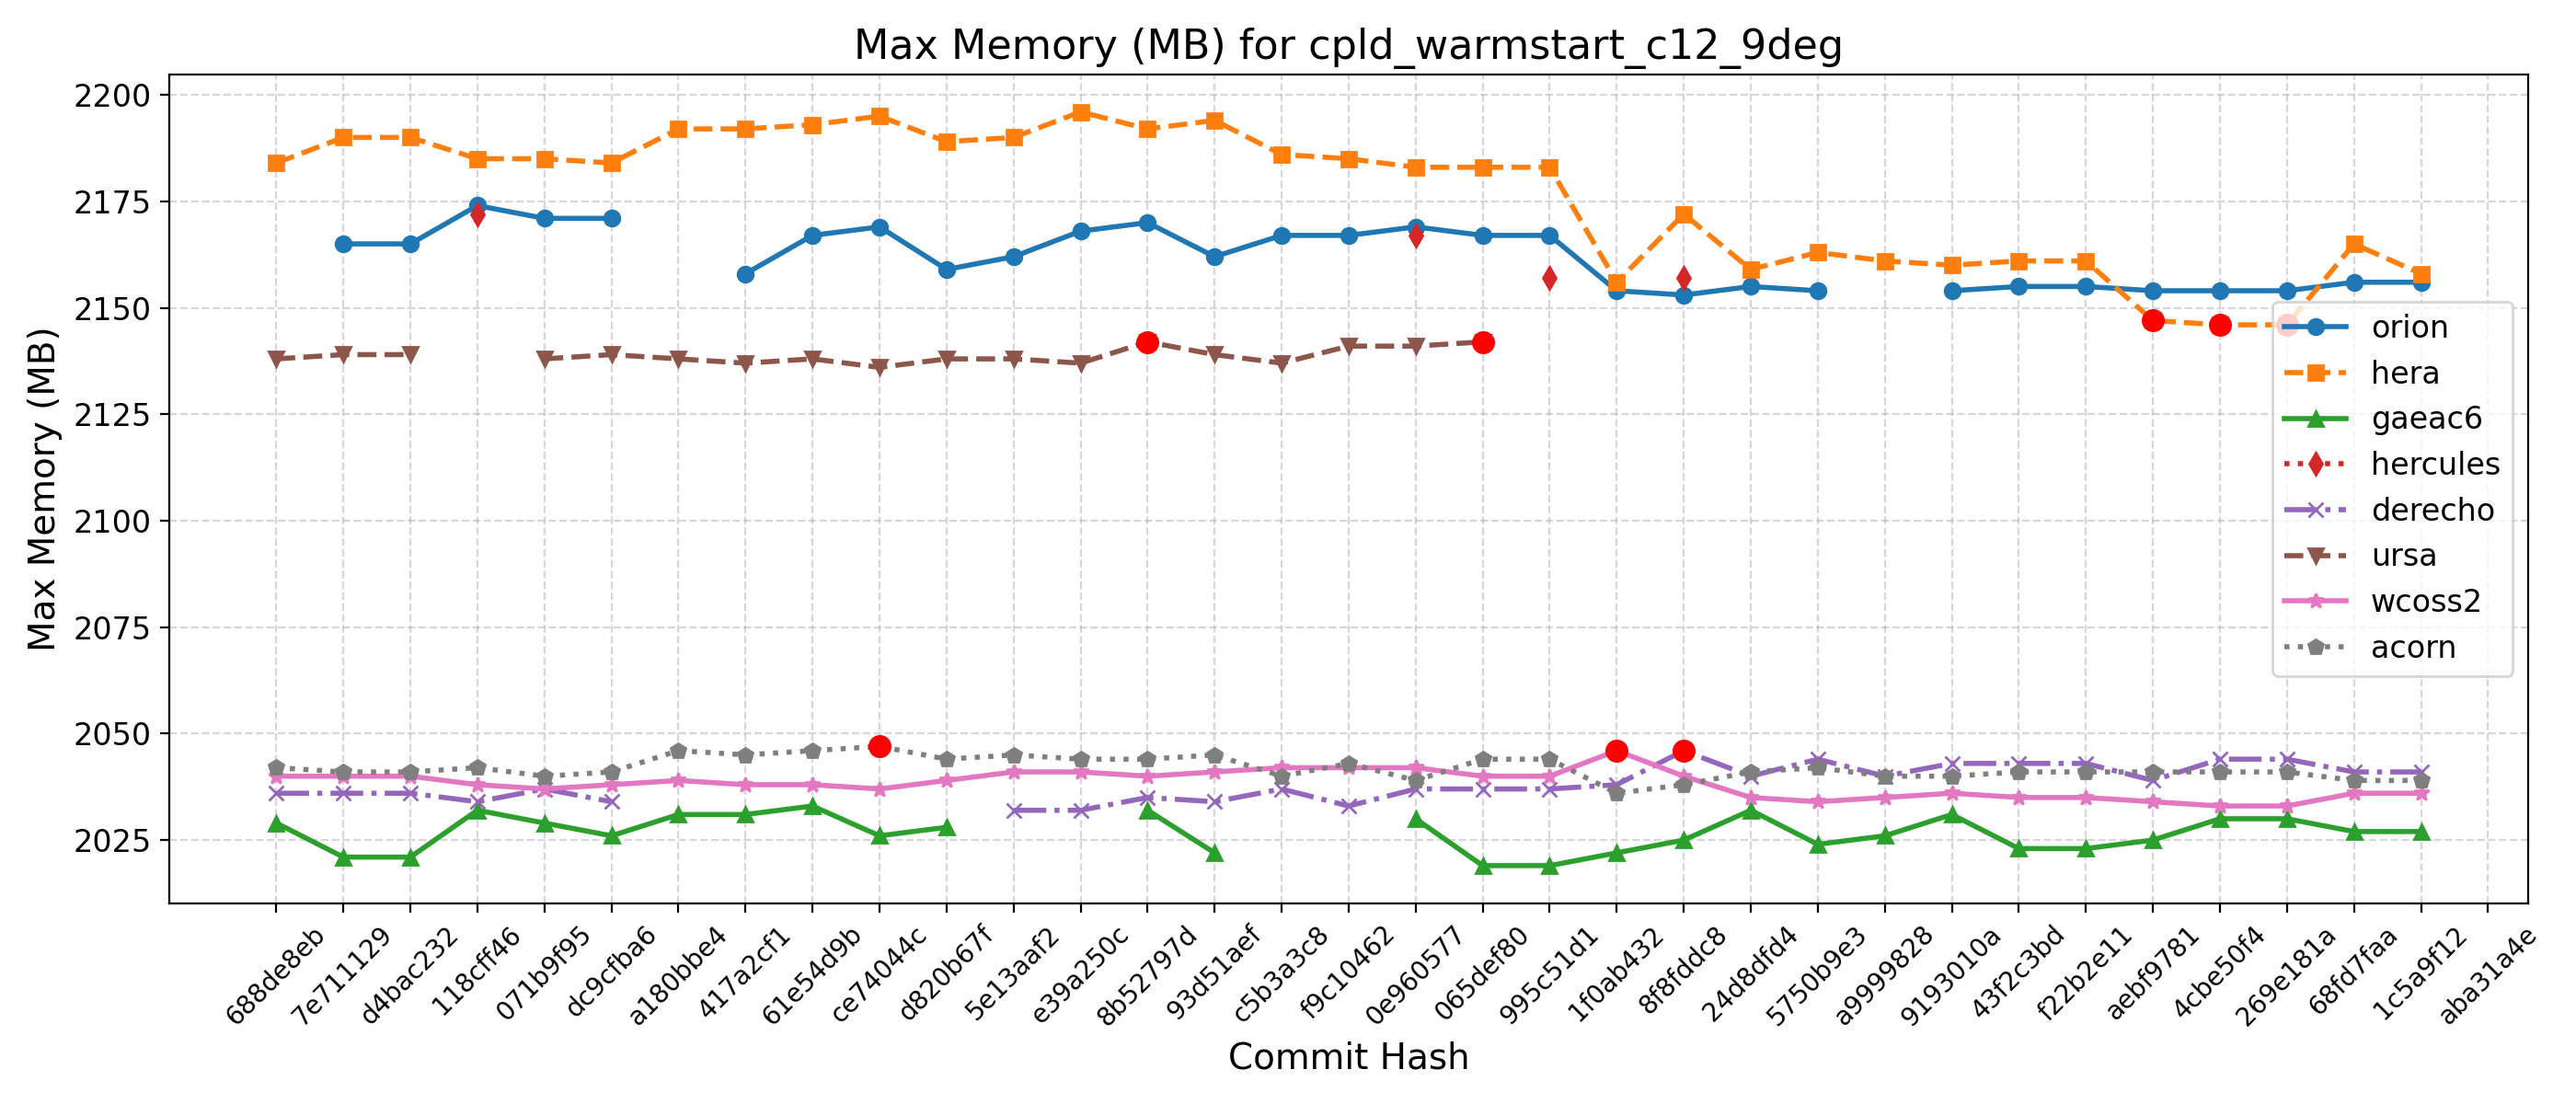 Max Memory (MB) for cpld_warmstart_c12_9deg
Max Memory (MB)
2200
2175
2150
2125
2100
2075
2050
2025
orion
hera
gaeac6
hercules
derecho
ursa
wcoss2
acorn
688de8eb
7e711129
d4bac232
118cff46
071b9f95
dc9cfba6
a180bbe4
417a2cf1
61e54d9b
ce74044c
d820b67f
5e13aaf2
e39a250c
8b52797d
93d51aef
c5b3a3c8
f9c10462
0e960577
065def80
995c51d1
1f0ab432
8f8fddc8
24d8dfd4
5750b9e3
a9999828
9193010a
43f2c3bd
f22b2e11
aebf9781
4cbe50f4
269e181a
68fd7faa
1c5a9f12
aba31a4e
Commit Hash